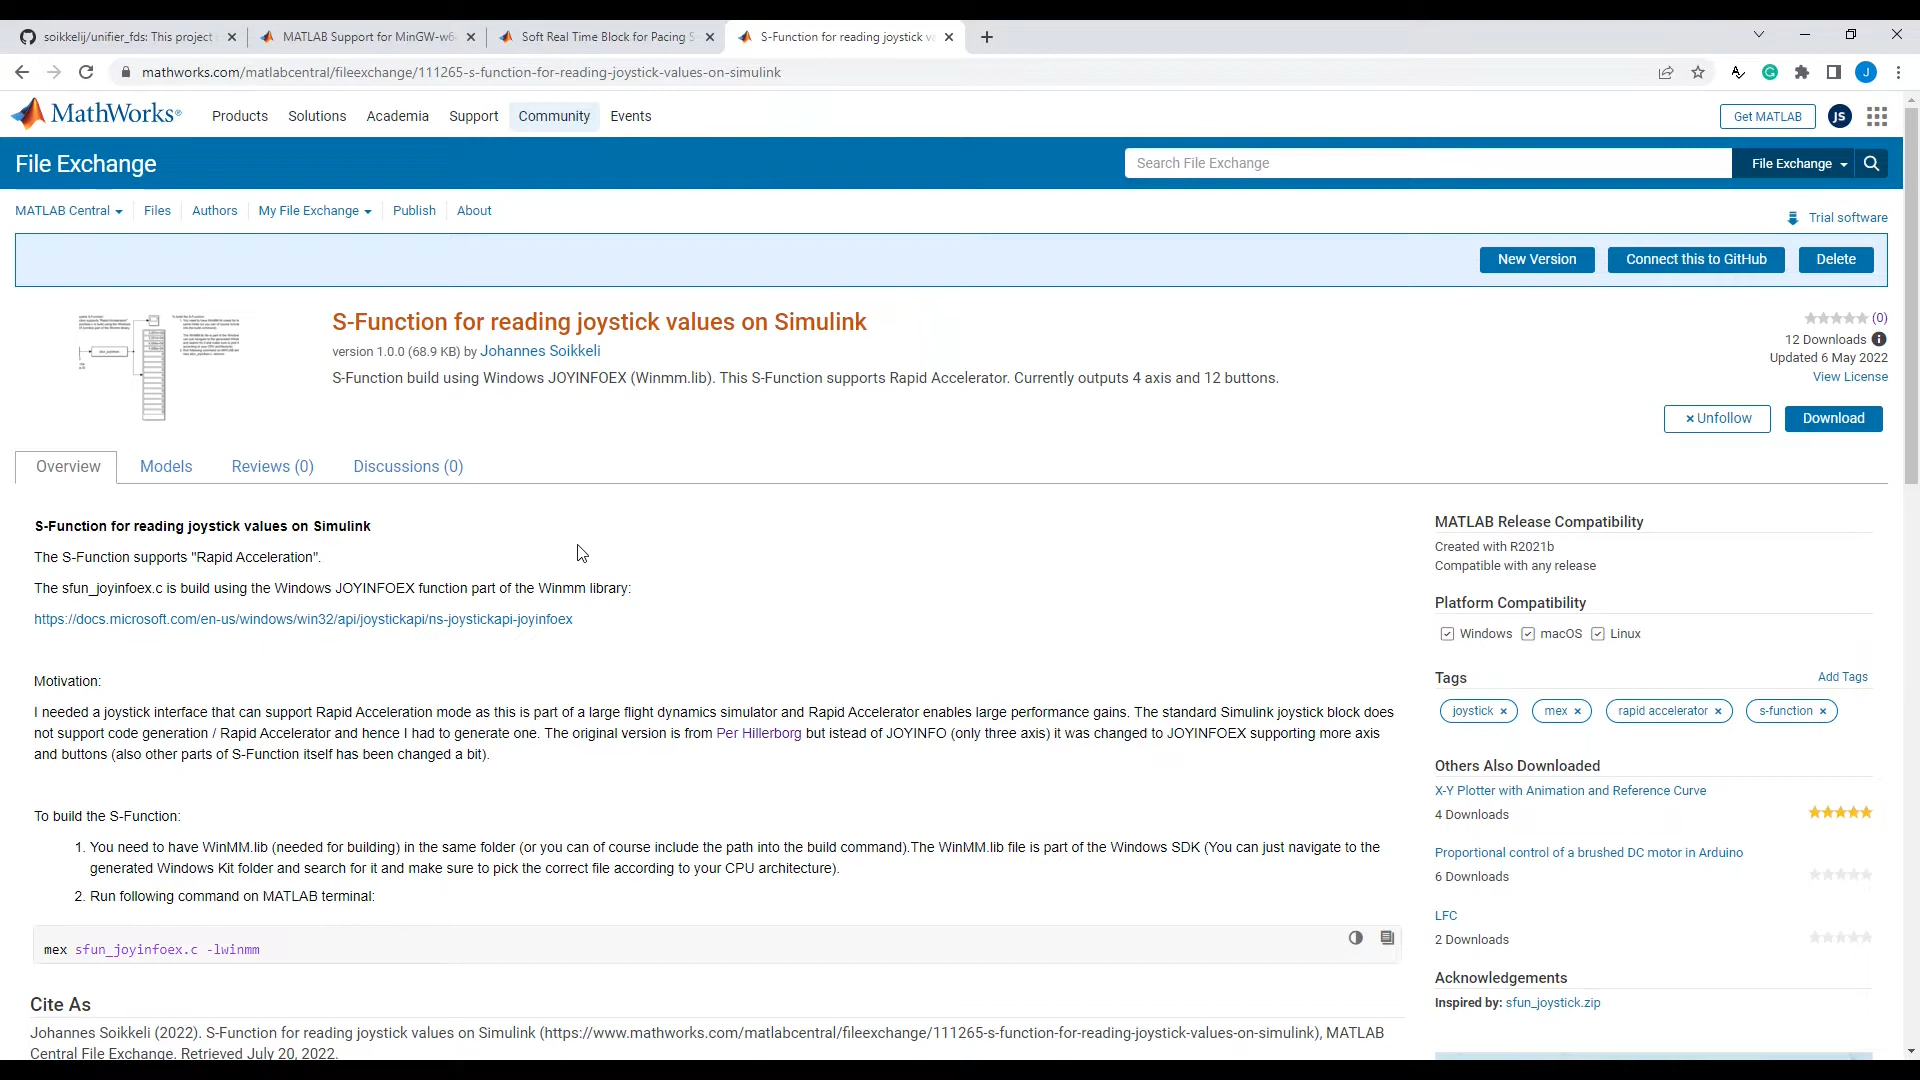 soikkelij/unifier_fds: This project
MATLAB Support for MinGW-w6
Soft Real Time Block for Pacing S
S-Function for reading joystick va
mathworks.com/matlabcentral/fileexchange/111265-s-function-for-reading-joystick-values-on-simulink
J
MathWorks®
Products
Solutions
Academia
Support
Community
Events
Get MATLAB
JS
File Exchange
Search File Exchange
File Exchange
MATLAB Central
Files
Authors
My File Exchange
Publish
About
Trial software
New Version
Connect this to GitHub
Delete
S-Function for reading joystick values on Simulink
version 1.0.0 (68.9 KB) by Johannes Soikkeli
S-Function build using Windows JOYINFOEX (Winmm.lib). This S-Function supports Rapid Accelerator. Currently outputs 4 axis and 12 buttons.
(0)
12 Downloads
Updated 6 May 2022
View License
× Unfollow
Download
Overview
Models
Reviews (0)
Discussions (0)
S-Function for reading joystick values on Simulink
The S-Function supports "Rapid Acceleration".
The sfun_joyinfoex.c is build using the Windows JOYINFOEX function part of the Winmm library:
https://docs.microsoft.com/en-us/windows/win32/api/joystickapi/ns-joystickapi-joyinfoex
Motivation:
I needed a joystick interface that can support Rapid Acceleration mode as this is part of a large flight dynamics simulator and Rapid Accelerator enables large performance gains. The standard Simulink joystick block does
not support code generation / Rapid Accelerator and hence I had to generate one. The original version is from Per Hillerborg but istead of JOYINFO (only three axis) it was changed to JOYINFOEX supporting more axis
and buttons (also other parts of S-Function itself has been changed a bit).
To build the S-Function:
1. You need to have WinMM.lib (needed for building) in the same folder (or you can of course include the path into the build command).The WinMM.lib file is part of the Windows SDK (You can just navigate to the
generated Windows Kit folder and search for it and make sure to pick the correct file according to your CPU architecture).
2. Run following command on MATLAB terminal:
mex sfun_joyinfoex.c -lwinmm
Cite As
Johannes Soikkeli (2022). S-Function for reading joystick values on Simulink (https://www.mathworks.com/matlabcentral/fileexchange/111265-s-function-for-reading-joystick-values-on-simulink), MATLAB
Central File Exchange. Retrieved July 20, 2022.
MATLAB Release Compatibility
Created with R2021b
Compatible with any release
Platform Compatibility
Windows
macOS
Linux
Tags
Add Tags
joystick ×
mex ×
rapid accelerator ×
s-function ×
Others Also Downloaded
X-Y Plotter with Animation and Reference Curve
4 Downloads
Proportional control of a brushed DC motor in Arduino
6 Downloads
LFC
2 Downloads
Acknowledgements
Inspired by: sfun_joystick.zip